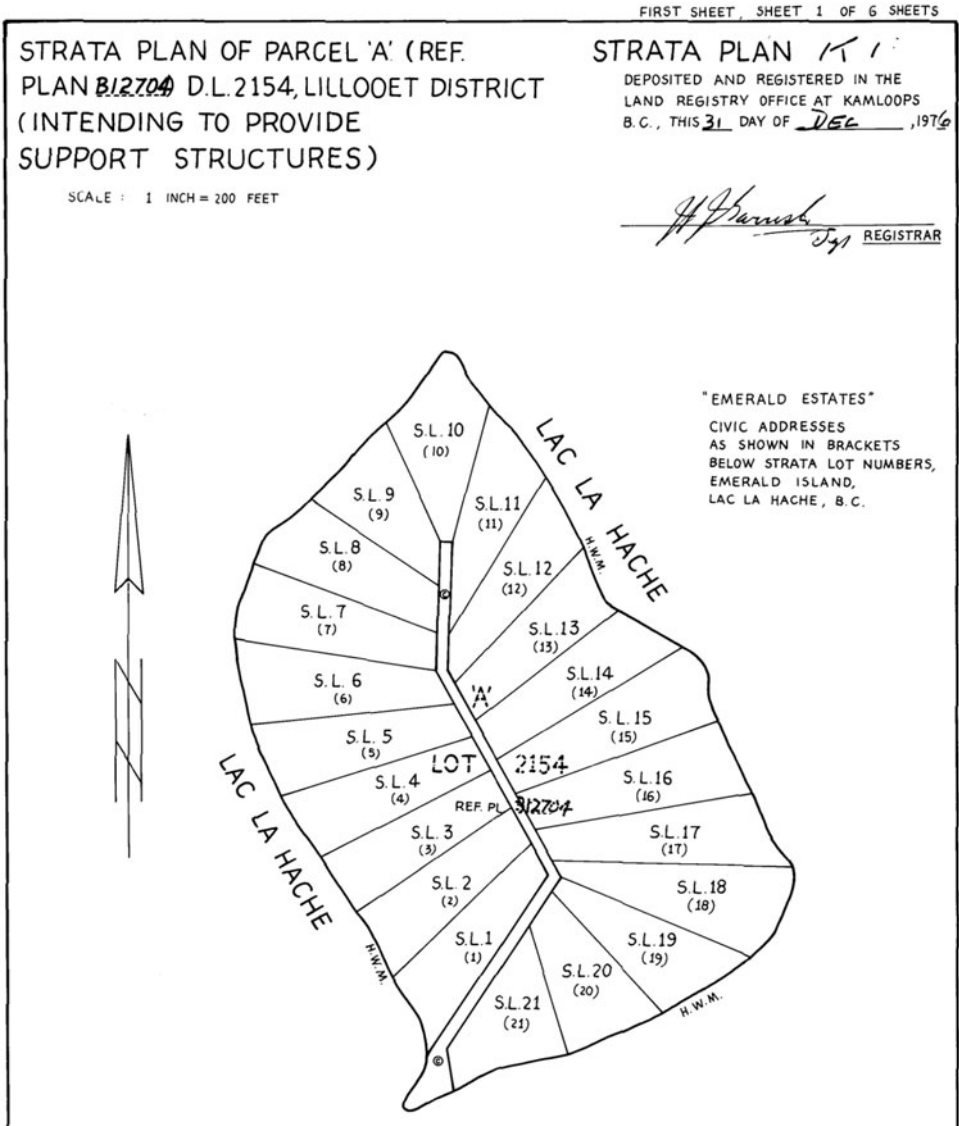 FIRST SHEET, SHEET 1 OF 6 SHEETS
STRATA PLAN OF PARCEL 'A' (REF.
PLAN B12704) D.L.2154, LILLOOET DISTRICT
(INTENDING TO PROVIDE
SUPPORT STRUCTURES)
SCALE : 1 INCH = 200 FEET
STRATA PLAN K1
DEPOSITED AND REGISTERED IN THE
LAND REGISTRY OFFICE AT KAMLOOPS
B.C., THIS 31 DAY OF DEC ,1976
REGISTRAR
"EMERALD ESTATES"
CIVIC ADDRESSES
AS SHOWN IN BRACKETS
BELOW STRATA LOT NUMBERS,
EMERALD ISLAND,
LAC LA HACHE, B.C.
LAC LA HACHE
H.W.M.
S.L.10
(10)
S.L.9
(9)
S.L.11
(11)
S.L.8
(8)
S.L.12
(12)
©
S.L.7
(7)
S.L.13
(13)
S.L.6
(6)
S.L.14
(14)
'A'
S.L.5
(5)
S.L.15
(15)
LOT 2154
S.L.4
(4)
S.L.16
(16)
REF. PL. B12704
S.L.3
(3)
S.L.17
(17)
S.L.2
(2)
S.L.18
(18)
S.L.1
(1)
S.L.19
(19)
S.L.20
(20)
S.L.21
(21)
©
LAC LA HACHE
H.W.M.
H.W.M.